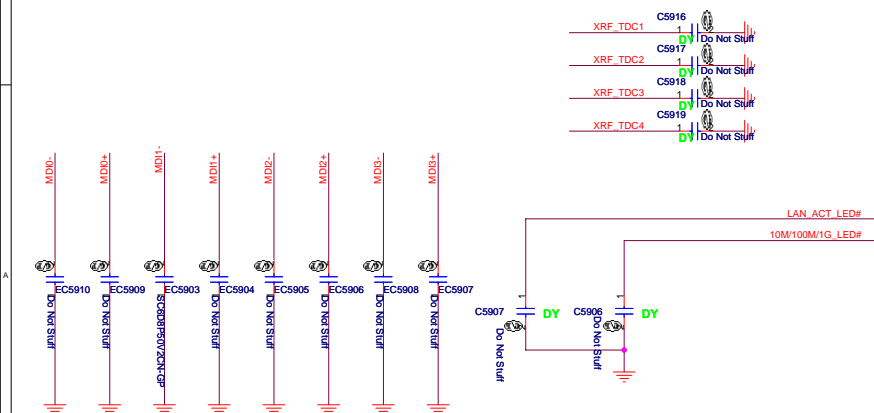 C5916
XRF_TDC1
1
DY
Do Not Stuff
C5917
XRF_TDC2
1
DY
Do Not Stuff
C5918
XRF_TDC3
1
DY
Do Not Stuff
C5919
XRF_TDC4
1
DY
Do Not Stuff
MDI0-
MDI0+
MDI1-
MDI1+
MDI2-
MDI2+
MDI3-
MDI3+
LAN_ACT_LED#
10M/100M/1G_LED#
A
EC5910
EC5909
EC5903
EC5904
EC5905
EC5906
EC5908
EC5907
Do Not Stuff
Do Not Stuff
SC6D8P50V2CN-GP
Do Not Stuff
Do Not Stuff
Do Not Stuff
Do Not Stuff
Do Not Stuff
1
1
C5907
DY
C5906
DY
Do Not Stuff
Do Not Stuff